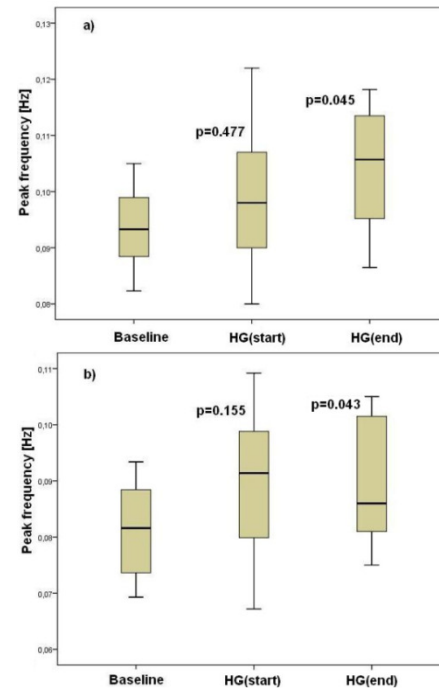 a)
Peak frequency [Hz]
0,13
0,12
0,11
0,10
0,09
0,08
p=0.477
p=0.045
Baseline HG(start) HG(end)
b)
Peak frequency [Hz]
0,11
0,10
0,09
0,08
0,07
0,06
p=0.155
p=0.043
Baseline HG(start) HG(end)